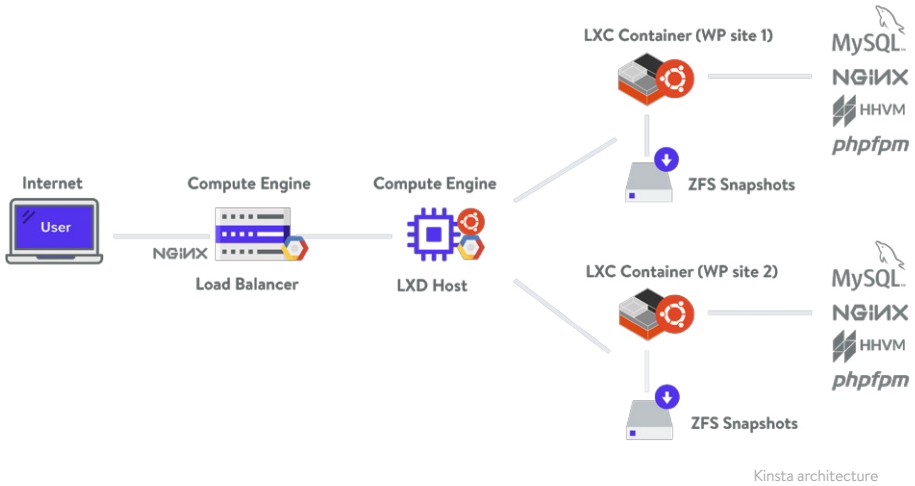 LXC Container (WP site 1)
MySQL
NGINX
HHVM
phpfpm
ZFS Snapshots
Internet
User
Compute Engine
NGINX
Load Balancer
Compute Engine
LXD Host
LXC Container (WP site 2)
MySQL
NGINX
HHVM
phpfpm
ZFS Snapshots
Kinsta architecture